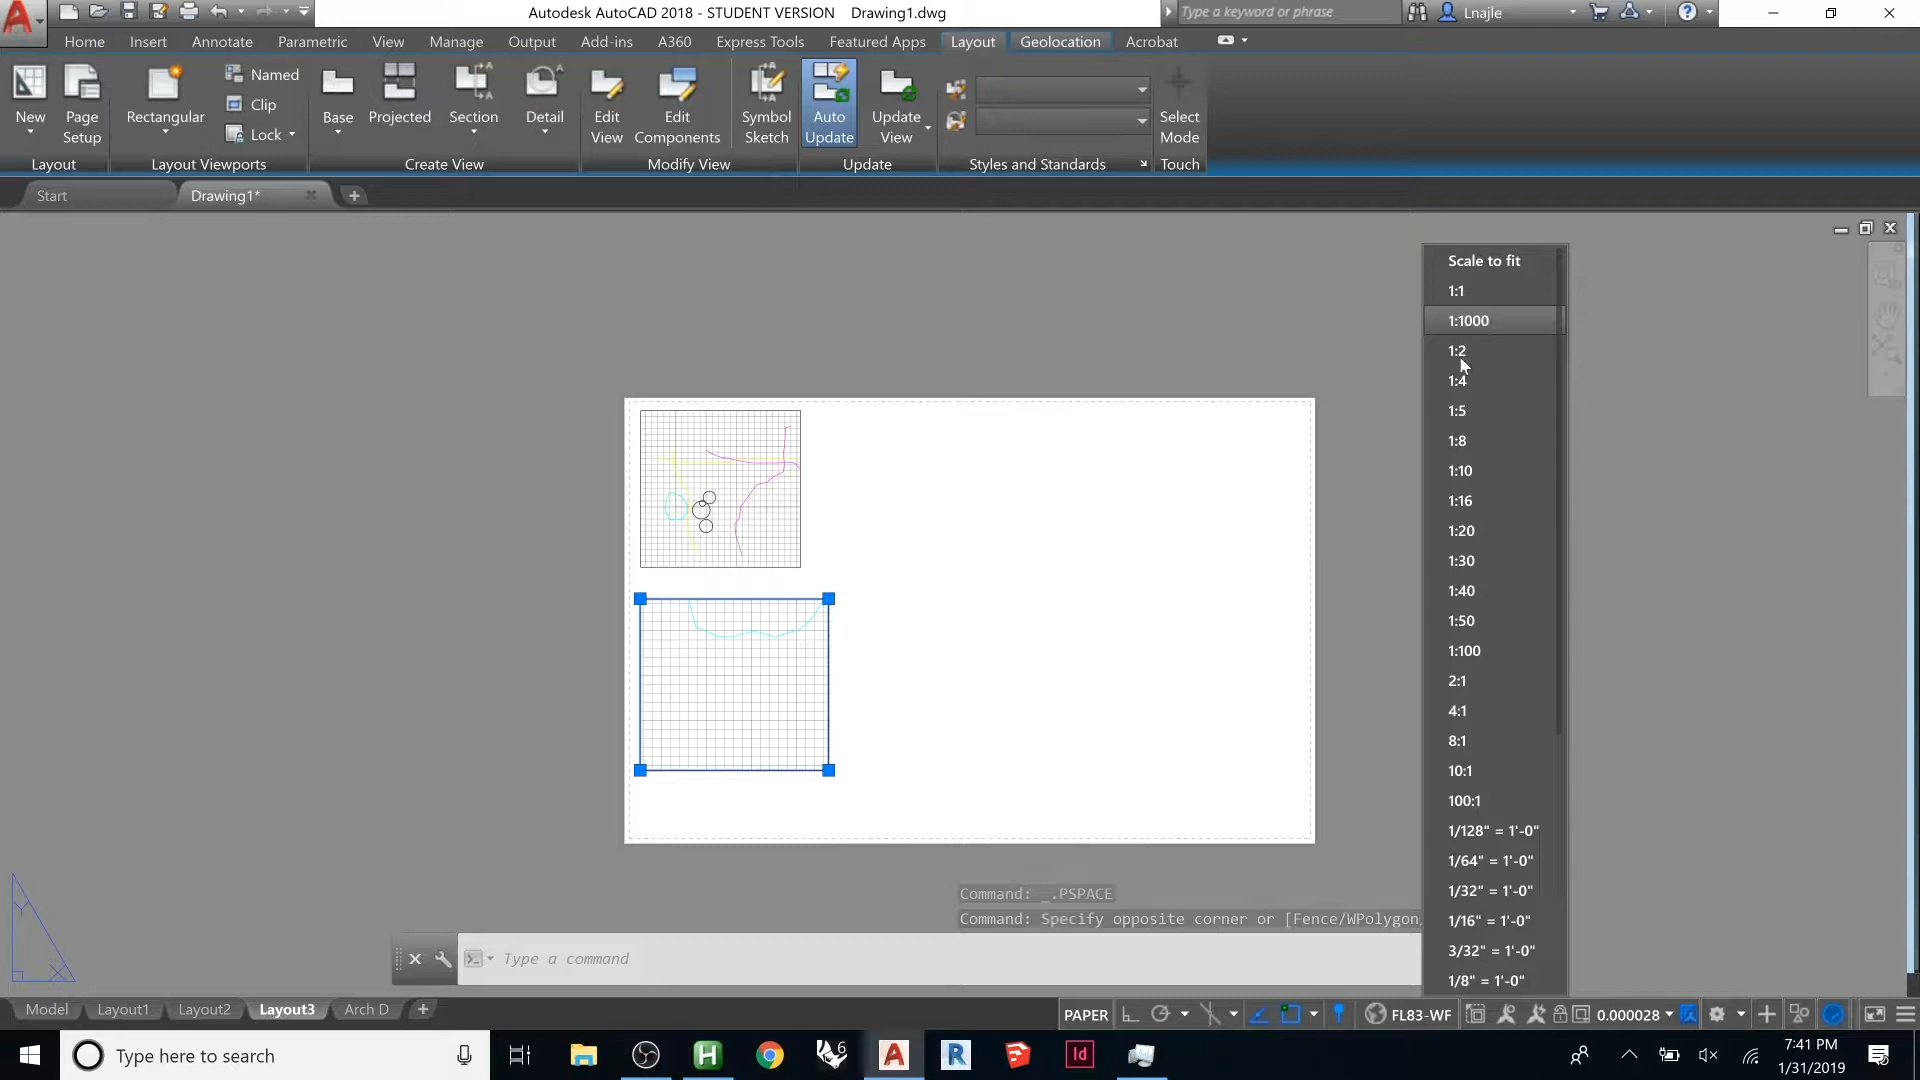 Autodesk AutoCAD 2018 - STUDENT VERSION Drawing1.dwg
Type a keyword or phrase
Lnajle
Home Insert Annotate Parametric View Manage Output Add-ins A360 Express Tools Featured Apps Layout Geolocation Acrobat
New
Page Setup
Rectangular
Named
Clip
Lock
Base
Projected
Section
Detail
Edit View
Edit Components
Symbol Sketch
Auto Update
Update View
Select Mode
Layout
Layout Viewports
Create View
Modify View
Update
Styles and Standards
Touch
Start
Drawing1*
Scale to fit
1:1
1:1000
1:2
1:4
1:5
1:8
1:10
1:16
1:20
1:30
1:40
1:50
1:100
2:1
4:1
8:1
10:1
100:1
1/128" = 1'-0"
1/64" = 1'-0"
1/32" = 1'-0"
1/16" = 1'-0"
3/32" = 1'-0"
1/8" = 1'-0"
Command: _.PSPACE
Command: Specify opposite corner or [Fence/WPolygon
Type a command
Model Layout1 Layout2 Layout3 Arch D
PAPER
FL83-WF
0.000028
Type here to search
7:41 PM
1/31/2019